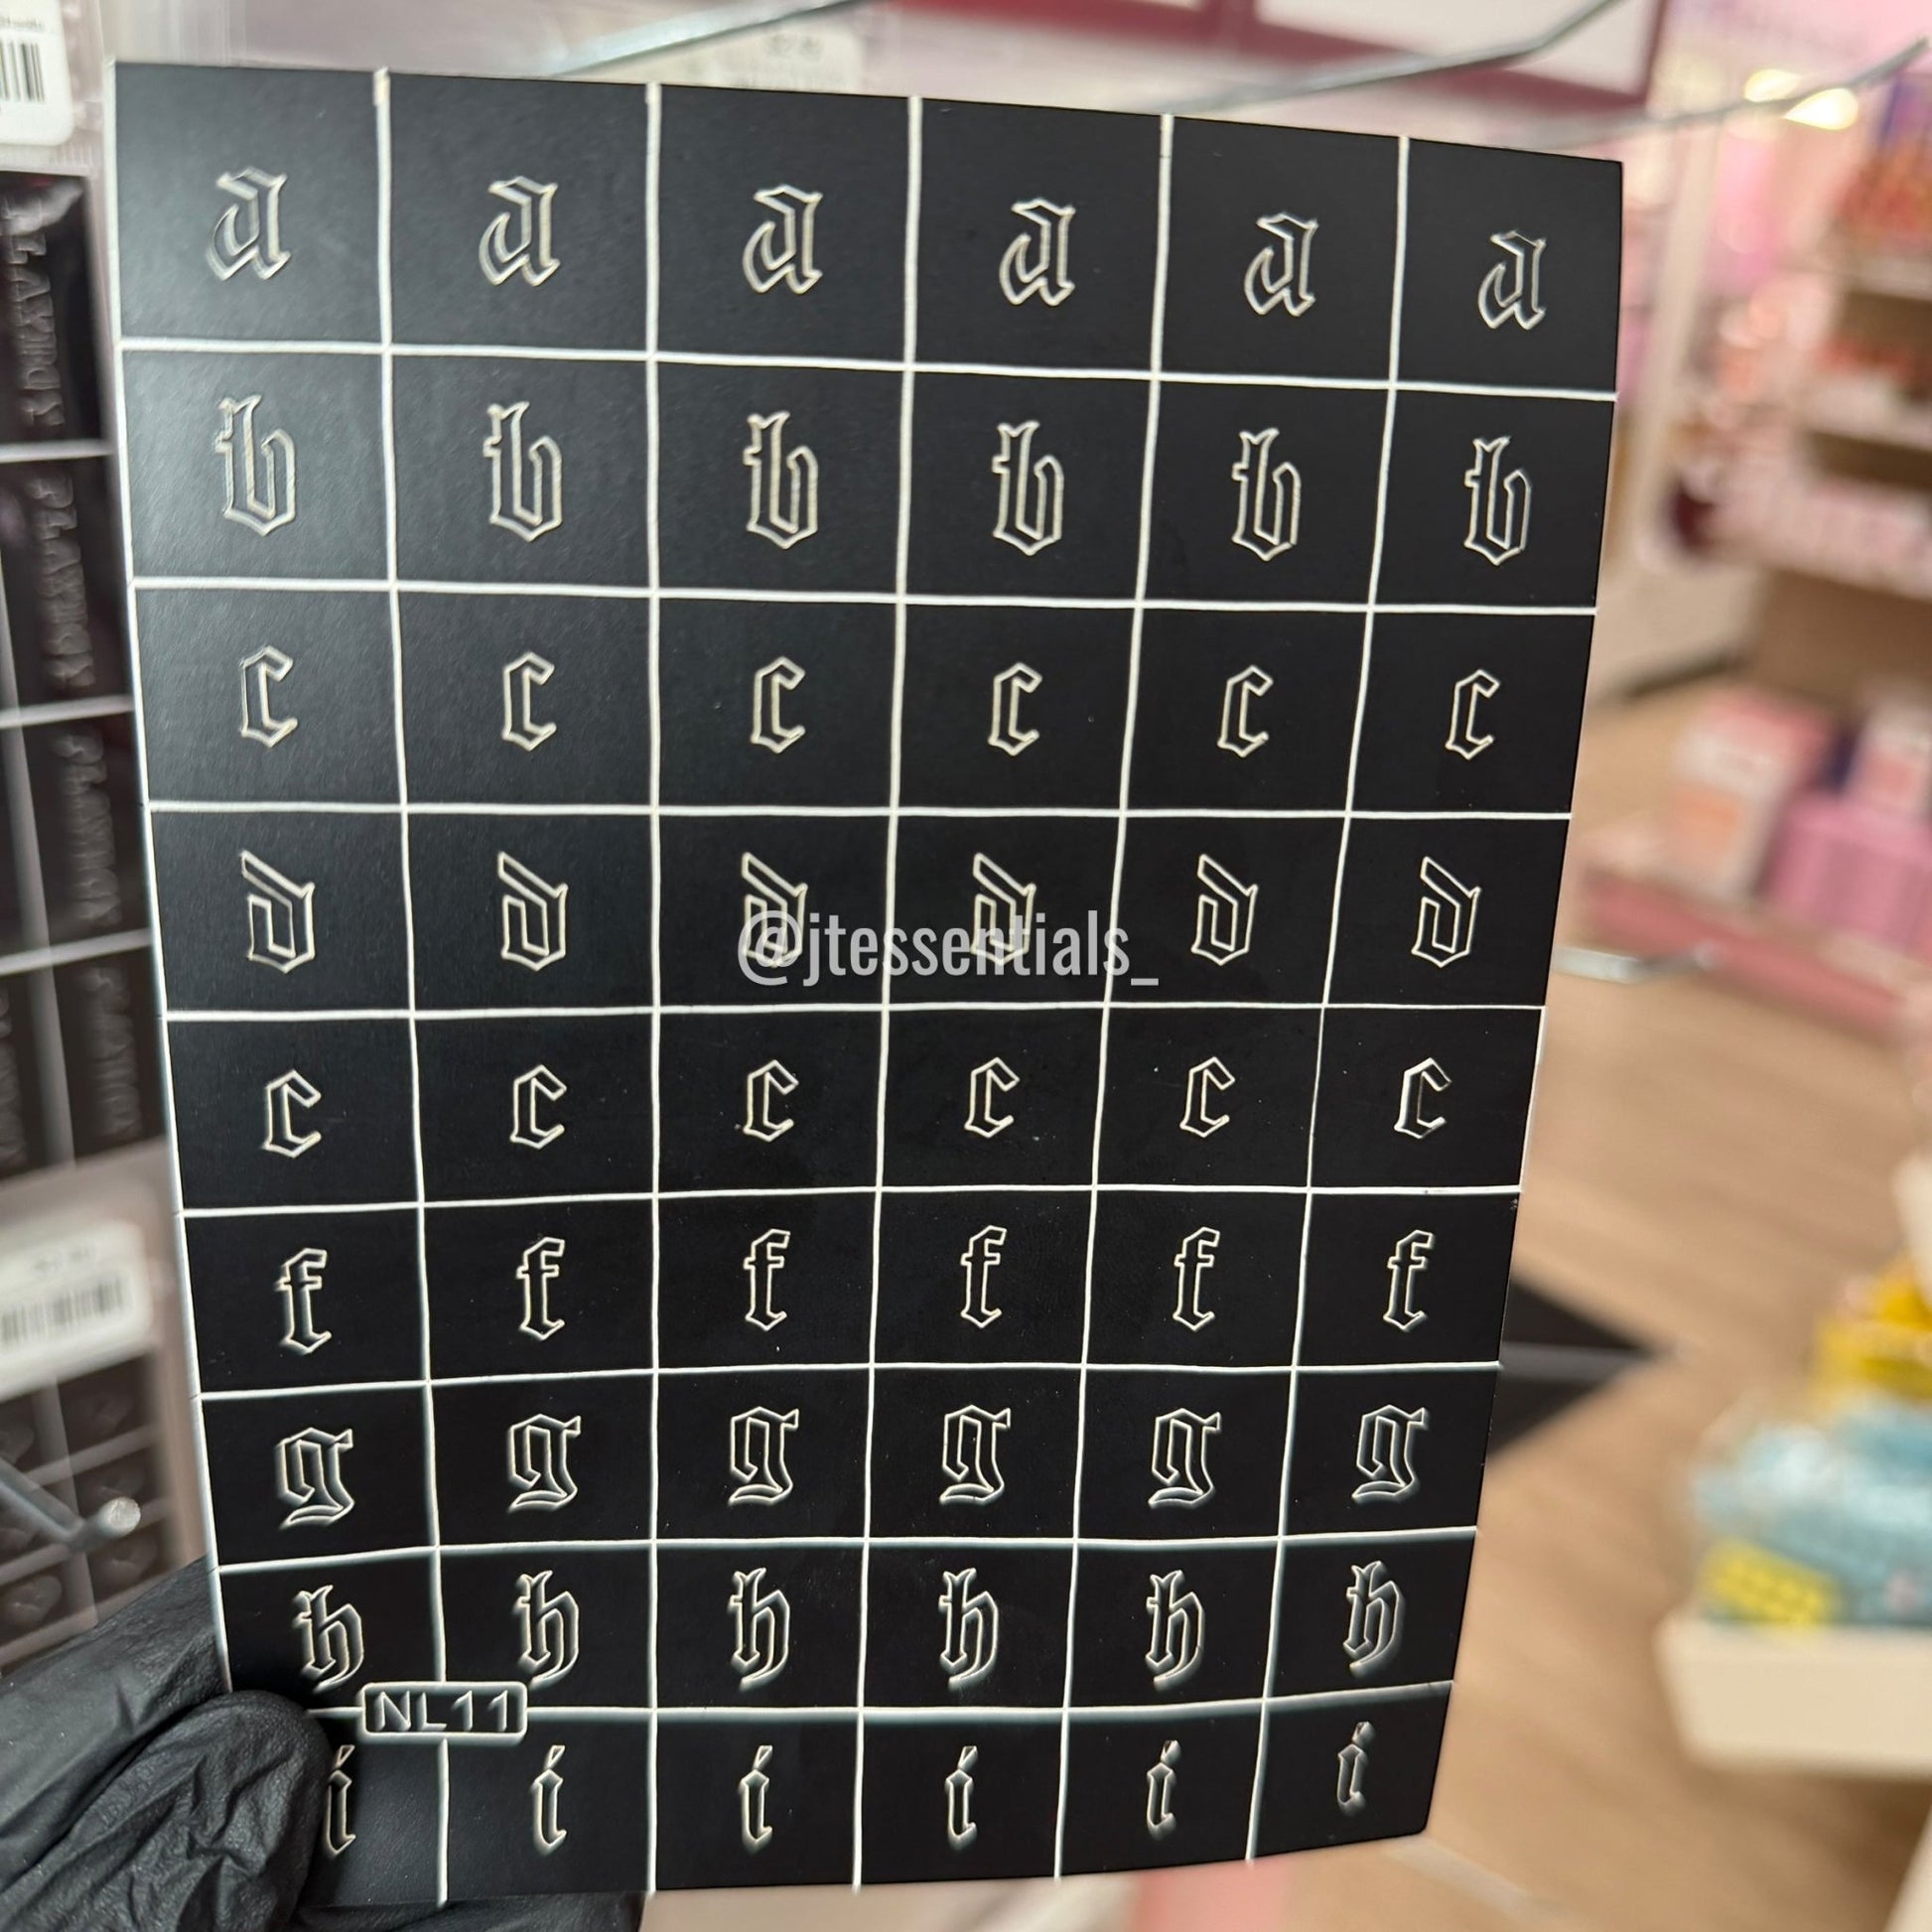 a a a a a a
b b b b b b
c c c c c c
d d d d d d
@jtessentials_
c c c c c c
f f f f f f
g g g g g g
h h h h h h
NL11
i i i i i i